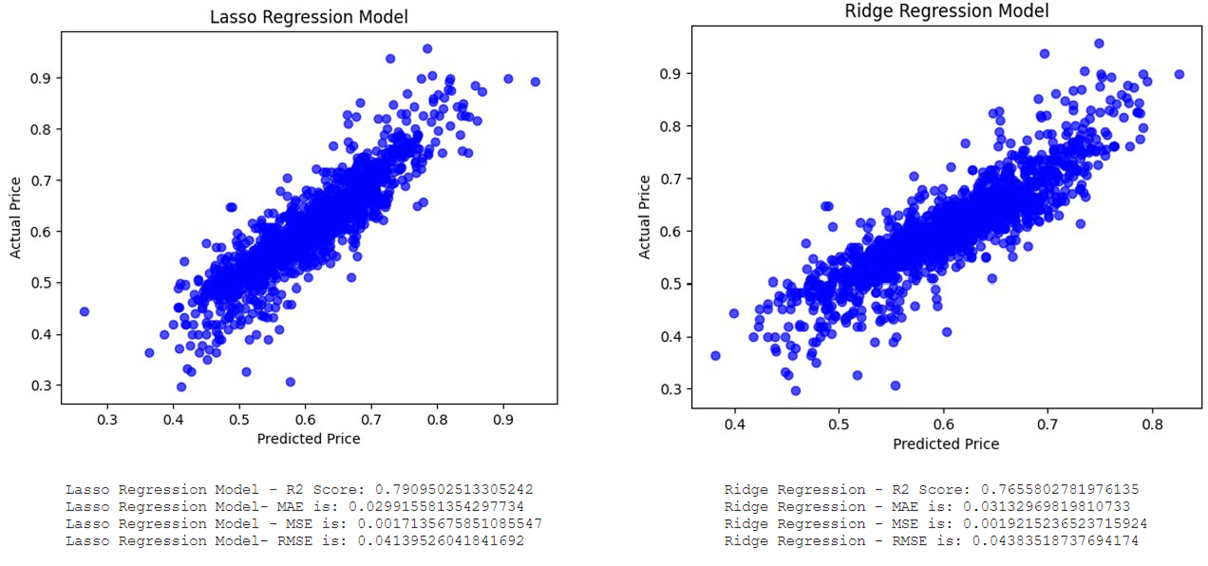 Lasso Regression Model
Actual Price
0.9
0.8
0.7
0.6
0.5
0.4
0.3
0.3 0.4 0.5 0.6 0.7 0.8 0.9
Predicted Price
Lasso Regression Model - R2 Score: 0.7909502513305242
Lasso Regression Model- MAE is: 0.029915581354297734
Lasso Regression Model - MSE is: 0.0017135675851085547
Lasso Regression Model- RMSE is: 0.04139526041841692
Ridge Regression Model
Actual Price
0.9
0.8
0.7
0.6
0.5
0.4
0.3
0.4 0.5 0.6 0.7 0.8
Predicted Price
Ridge Regression - R2 Score: 0.7655802781976135
Ridge Regression - MAE is: 0.03132969819810733
Ridge Regression - MSE is: 0.0019215236523715924
Ridge Regression - RMSE is: 0.04383518737694174